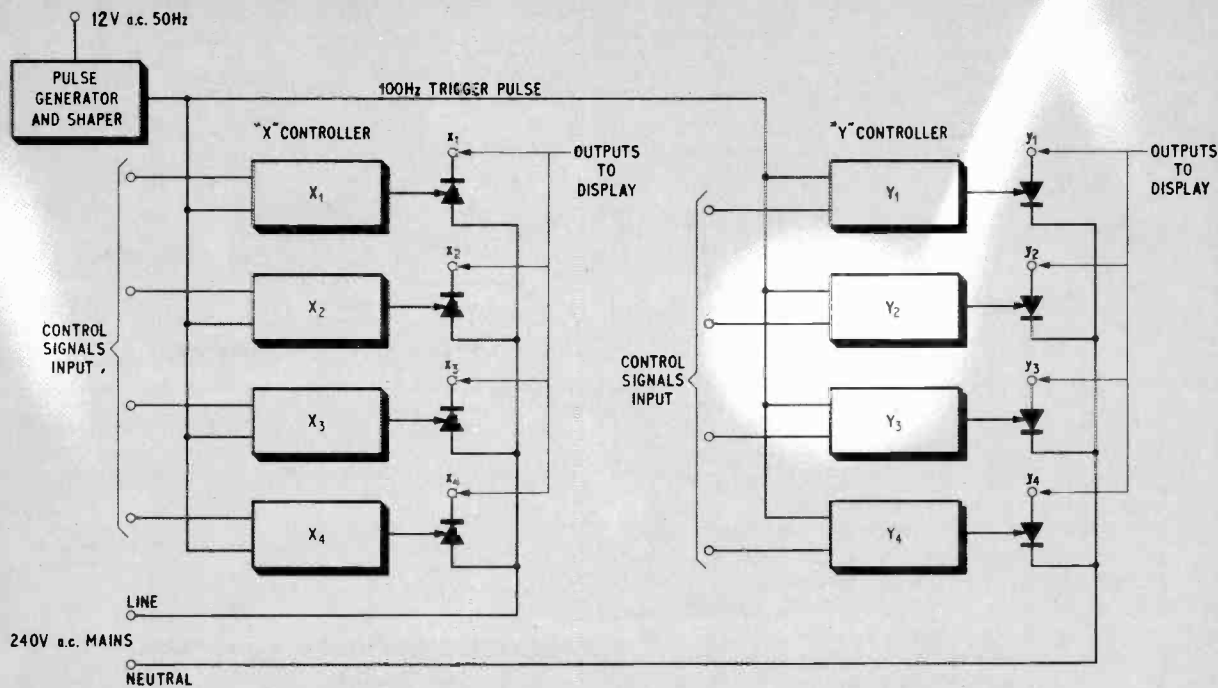 12V a.c. 50Hz
PULSE
GENERATOR
AND SHAPER
100Hz TRIGGER PULSE
"X" CONTROLLER
"Y" CONTROLLER
x1
OUTPUTS
TO
DISPLAY
y1
OUTPUTS
TO
DISPLAY
X1
Y1
x2
y2
X2
Y2
CONTROL
SIGNALS
INPUT
CONTROL
SIGNALS
INPUT
x3
y3
X3
Y3
x4
y4
X4
Y4
LINE
240V a.c. MAINS
NEUTRAL